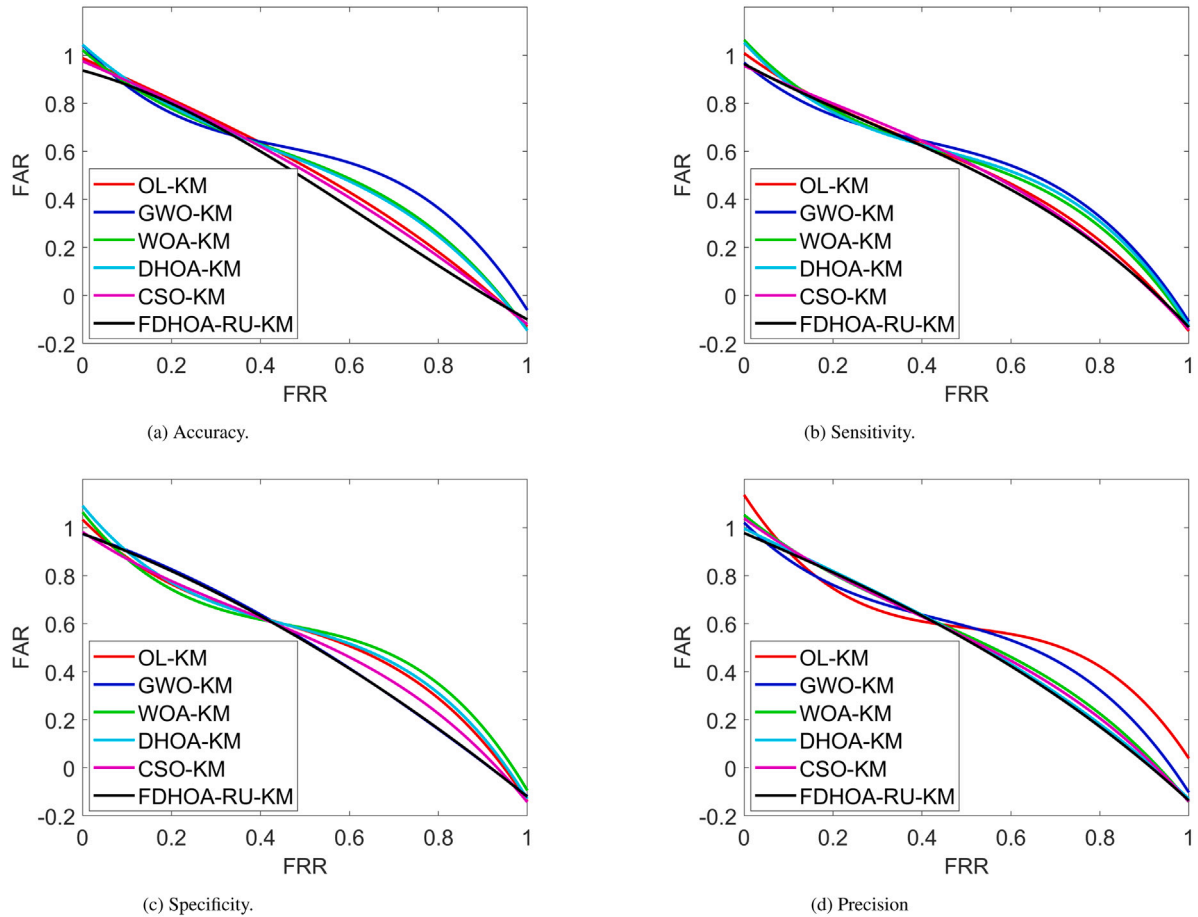 1
0.8
0.6
0.4
0.2
0
-0.2
FAR
OL-KM
GWO-KM
WOA-KM
DHOA-KM
CSO-KM
FDHOA-RU-KM
0 0.2 0.4 0.6 0.8 1
FRR
(a) Accuracy.
1
0.8
0.6
0.4
0.2
0
-0.2
FAR
OL-KM
GWO-KM
WOA-KM
DHOA-KM
CSO-KM
FDHOA-RU-KM
0 0.2 0.4 0.6 0.8 1
FRR
(b) Sensitivity.
1
0.8
0.6
0.4
0.2
0
-0.2
FAR
OL-KM
GWO-KM
WOA-KM
DHOA-KM
CSO-KM
FDHOA-RU-KM
0 0.2 0.4 0.6 0.8 1
FRR
(c) Specificity.
1
0.8
0.6
0.4
0.2
0
-0.2
FAR
OL-KM
GWO-KM
WOA-KM
DHOA-KM
CSO-KM
FDHOA-RU-KM
0 0.2 0.4 0.6 0.8 1
FRR
(d) Precision